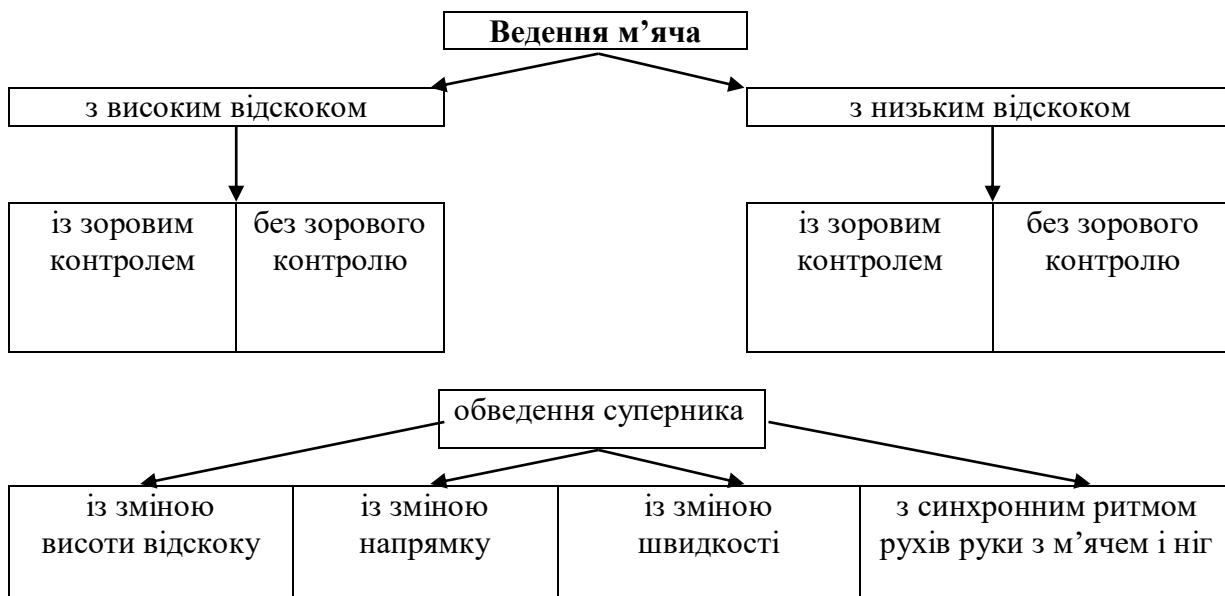 Ведення м’яча
з високим відскоком
з низьким відскоком
із зоровим
контролем
без зорового
контролю
із зоровим
контролем
без зорового
контролю
обведення суперника
із зміною
висоти відскоку
із зміною
напрямку
із зміною
швидкості
з синхронним ритмом
рухів руки з м’ячем і ніг